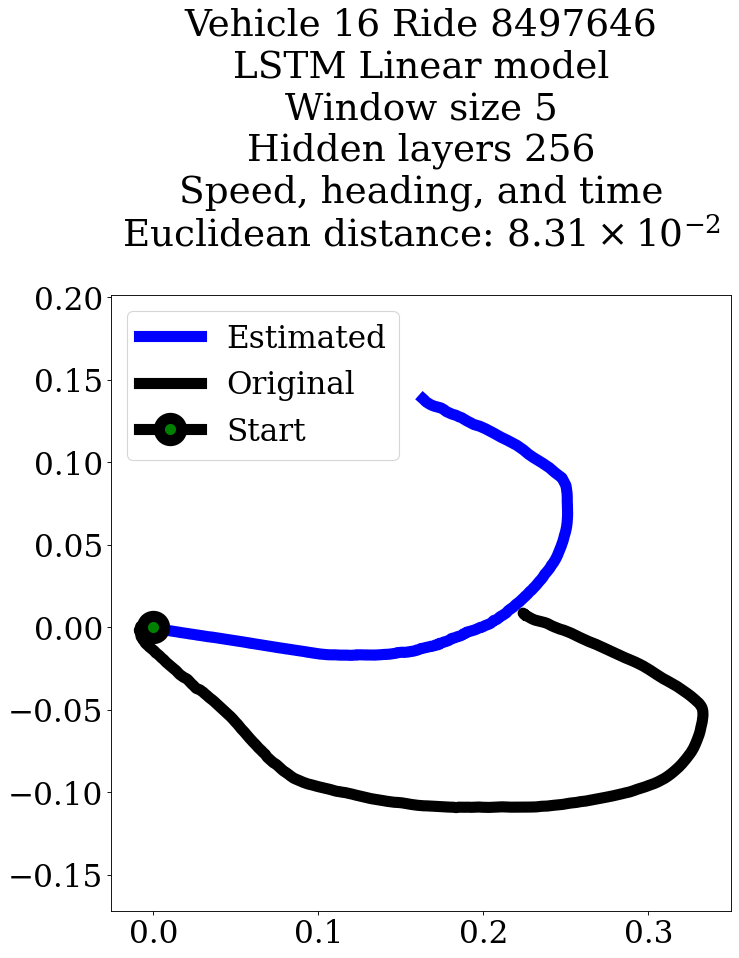 Vehicle 16 Ride 8497646
LSTM Linear model
Window size 5
Hidden layers 256
Speed, heading, and time
Euclidean distance: 8.31 × 10⁻²
0.20
0.15
0.10
0.05
0.00
−0.05
−0.10
−0.15
Estimated
Original
Start
0.0 0.1 0.2 0.3